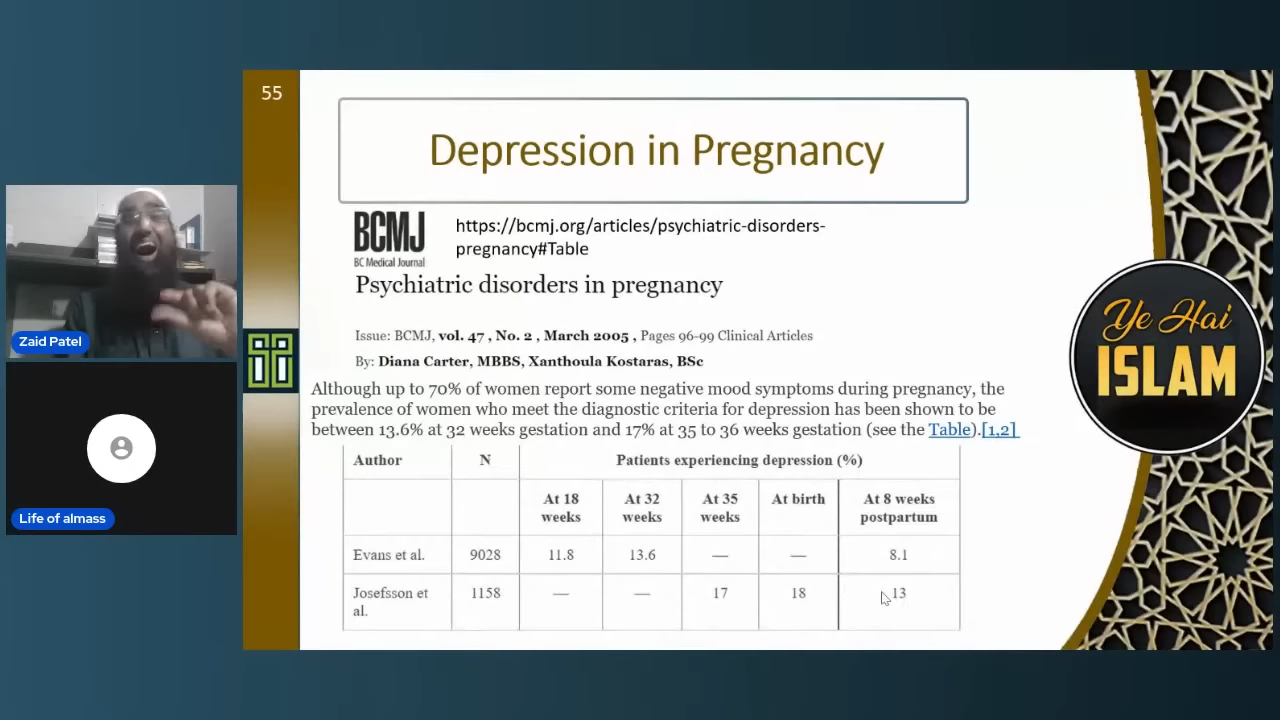 55
Depression in Pregnancy
BCMJ
BC Medical Journal
https://bcmj.org/articles/psychiatric-disorders-
pregnancy#Table
Psychiatric disorders in pregnancy
Issue: BCMJ, vol. 47 , No. 2 , March 2005 , Pages 96-99 Clinical Articles
By: Diana Carter, MBBS, Xanthoula Kostaras, BSc
Although up to 70% of women report some negative mood symptoms during pregnancy, the
prevalence of women who meet the diagnostic criteria for depression has been shown to be
between 13.6% at 32 weeks gestation and 17% at 35 to 36 weeks gestation (see the Table).[1,2]
Author N Patients experiencing depression (%)
At 18 weeks At 32 weeks At 35 weeks At birth At 8 weeks postpartum
Evans et al. 9028 11.8 13.6 — — 8.1
Josefsson et al. 1158 — — 17 18 13
Zaid Patel
Life of almass
Ye Hai
ISLAM